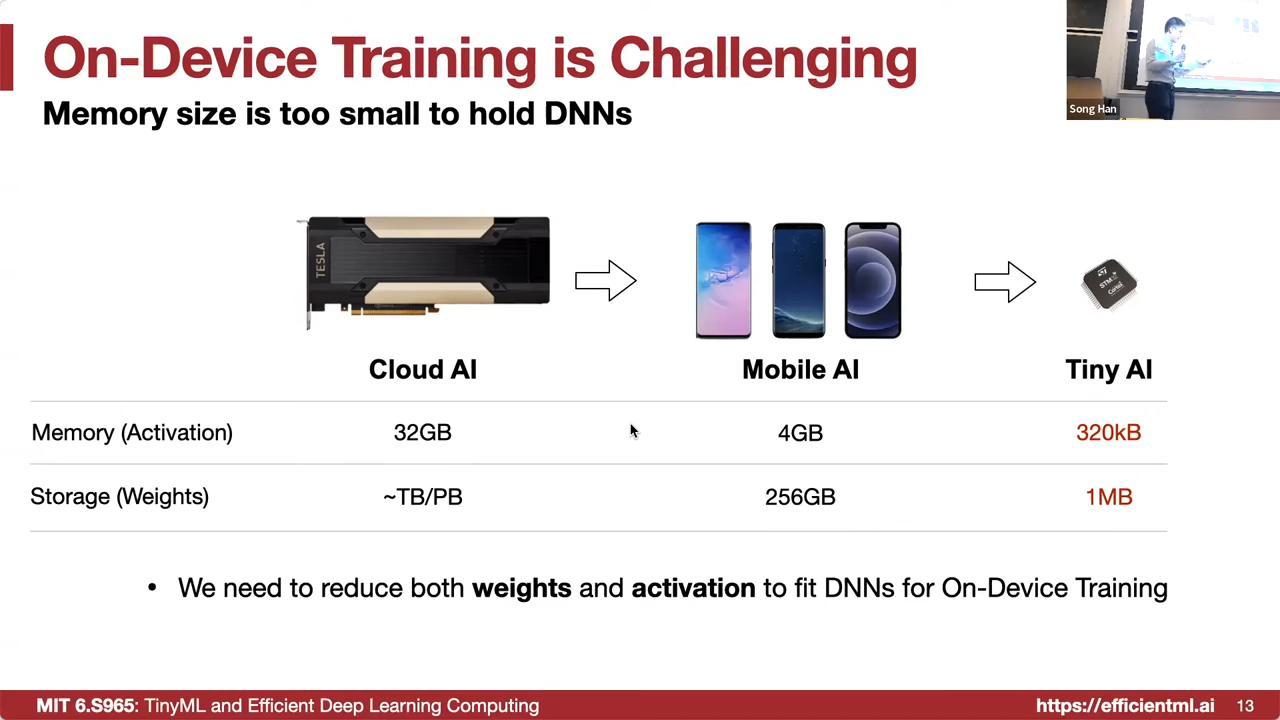 On-Device Training is Challenging
Memory size is too small to hold DNNs
Song Han
TESLA
STM32
Cloud AI
Mobile AI
Tiny AI
Memory (Activation)
32GB
4GB
320kB
Storage (Weights)
~TB/PB
256GB
1MB
• We need to reduce both weights and activation to fit DNNs for On-Device Training
MIT 6.S965: TinyML and Efficient Deep Learning Computing
https://efficientml.ai
13